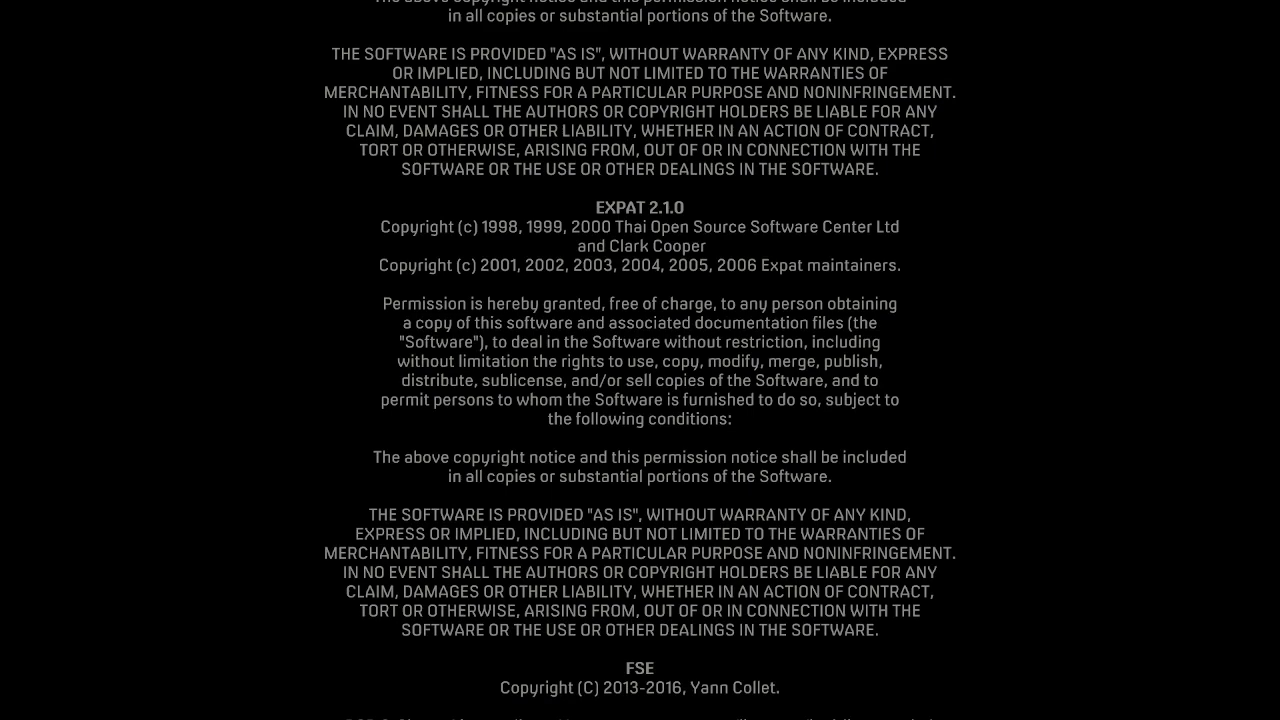 The above copyright notice and this permission notice shall be included
in all copies or substantial portions of the Software.
THE SOFTWARE IS PROVIDED "AS IS", WITHOUT WARRANTY OF ANY KIND, EXPRESS
OR IMPLIED, INCLUDING BUT NOT LIMITED TO THE WARRANTIES OF
MERCHANTABILITY, FITNESS FOR A PARTICULAR PURPOSE AND NONINFRINGEMENT.
IN NO EVENT SHALL THE AUTHORS OR COPYRIGHT HOLDERS BE LIABLE FOR ANY
CLAIM, DAMAGES OR OTHER LIABILITY, WHETHER IN AN ACTION OF CONTRACT,
TORT OR OTHERWISE, ARISING FROM, OUT OF OR IN CONNECTION WITH THE
SOFTWARE OR THE USE OR OTHER DEALINGS IN THE SOFTWARE.
EXPAT 2.1.0
Copyright (c) 1998, 1999, 2000 Thai Open Source Software Center Ltd
and Clark Cooper
Copyright (c) 2001, 2002, 2003, 2004, 2005, 2006 Expat maintainers.
Permission is hereby granted, free of charge, to any person obtaining
a copy of this software and associated documentation files (the
"Software"), to deal in the Software without restriction, including
without limitation the rights to use, copy, modify, merge, publish,
distribute, sublicense, and/or sell copies of the Software, and to
permit persons to whom the Software is furnished to do so, subject to
the following conditions:
The above copyright notice and this permission notice shall be included
in all copies or substantial portions of the Software.
THE SOFTWARE IS PROVIDED "AS IS", WITHOUT WARRANTY OF ANY KIND,
EXPRESS OR IMPLIED, INCLUDING BUT NOT LIMITED TO THE WARRANTIES OF
MERCHANTABILITY, FITNESS FOR A PARTICULAR PURPOSE AND NONINFRINGEMENT.
IN NO EVENT SHALL THE AUTHORS OR COPYRIGHT HOLDERS BE LIABLE FOR ANY
CLAIM, DAMAGES OR OTHER LIABILITY, WHETHER IN AN ACTION OF CONTRACT,
TORT OR OTHERWISE, ARISING FROM, OUT OF OR IN CONNECTION WITH THE
SOFTWARE OR THE USE OR OTHER DEALINGS IN THE SOFTWARE.
FSE
Copyright (C) 2013-2016, Yann Collet.